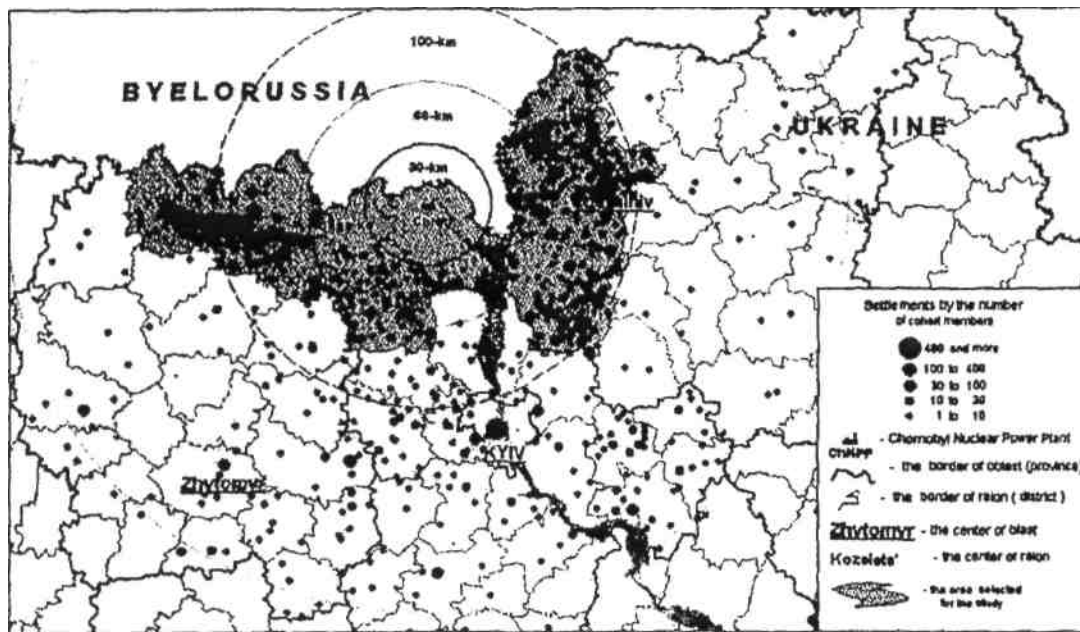 100-km
BYELORUSSIA
60-km
UKRAINE
30-km
KYIV
Zhytomyr
Settlements by the number
of cohort members
400 and more
100 to 400
30 to 100
10 to 30
1 to 10
ChNPP
- Chornobyl Nuclear Power Plant
- the border of oblast (province)
- the border of raion ( district )
Zhytomyr - the center of blast
Kozelets' - the center of raion
- the area selected
for the study